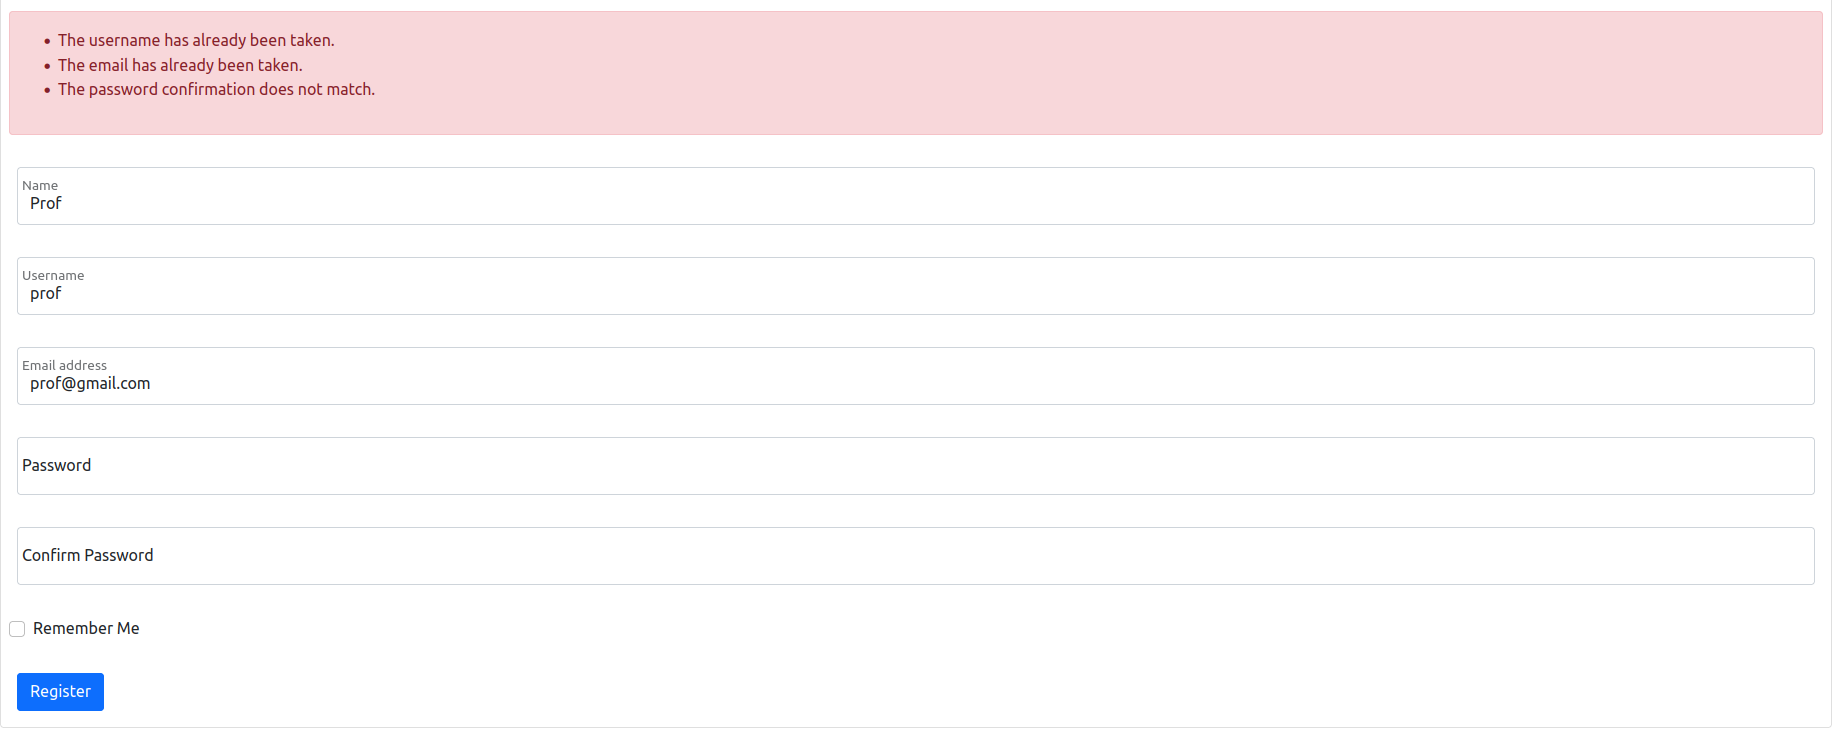 • The username has already been taken.
• The email has already been taken.
• The password confirmation does not match.
Name
Prof
Username
prof
Email address
prof@gmail.com
Password
Confirm Password
Remember Me
Register